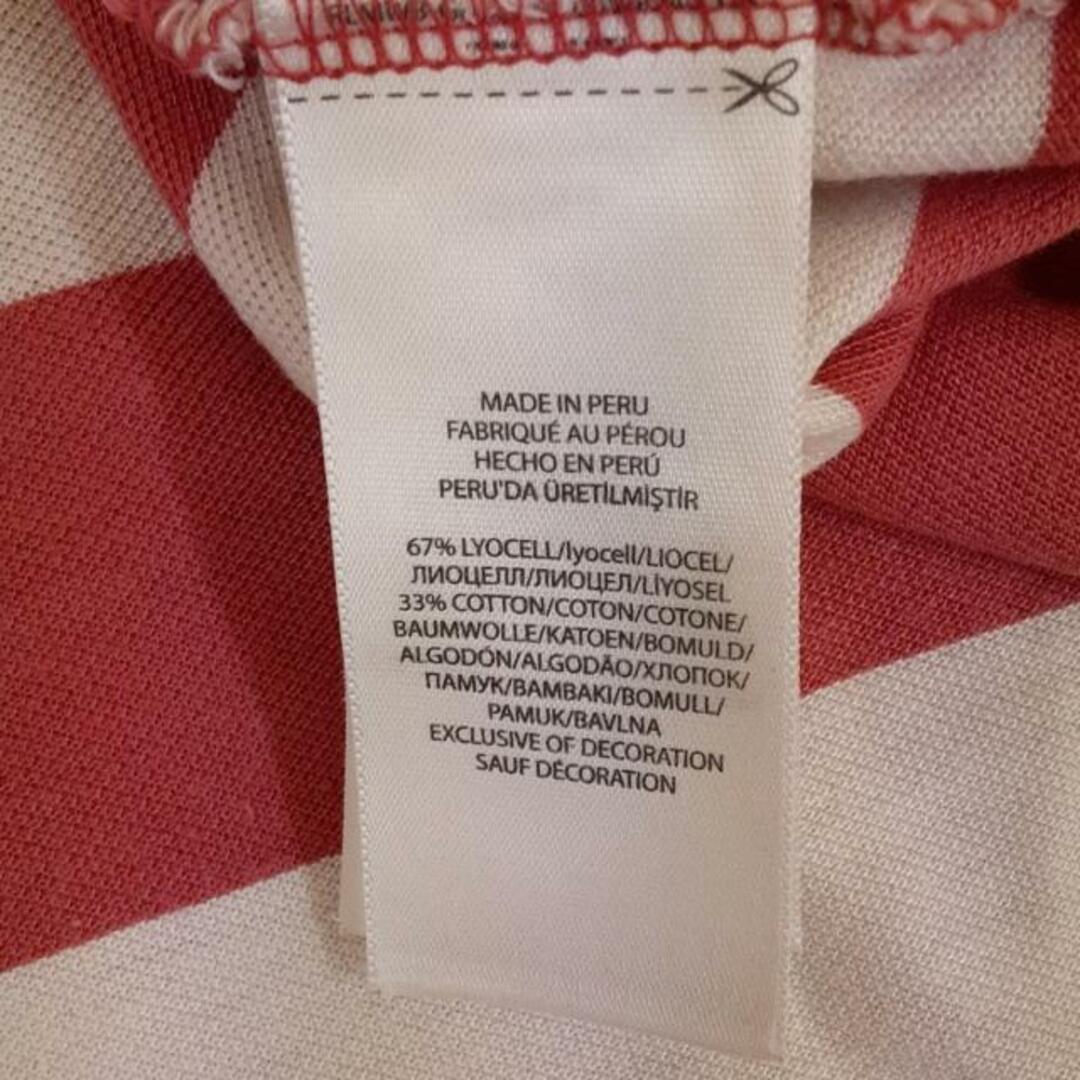 MADE IN PERU
FABRIQUÉ AU PÉROU
HECHO EN PERÚ
PERU'DA ÜRETİLMİŞTİR
67% LYOCELL/lyocell/LIOCEL/
ЛИОЦЕЛЛ/ЛИОЦЕЛ/LİYOSEL
33% COTTON/COTON/COTONE/
BAUMWOLLE/KATOEN/BOMULD/
ALGODÓN/ALGODÃO/ХЛОПОК/
ПАМУК/BAMBAKI/BOMULL/
PAMUK/BAVLNA
EXCLUSIVE OF DECORATION
SAUF DÉCORATION